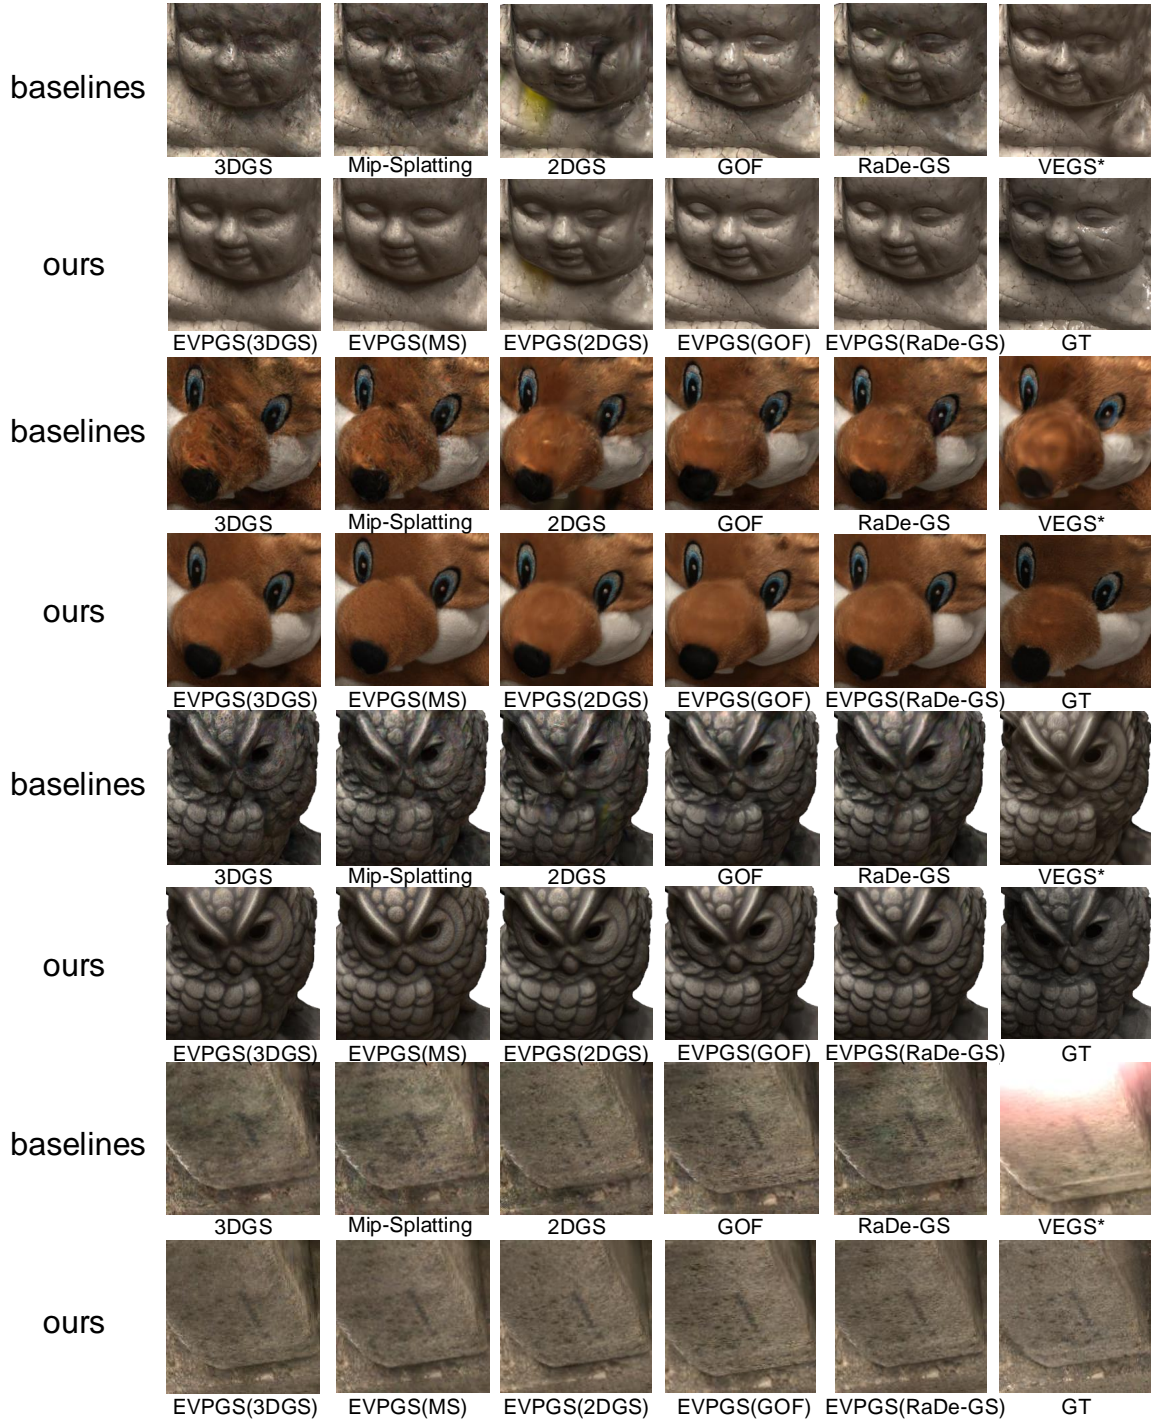 baselines
3DGS Mip-Splatting 2DGS GOF RaDe-GS VEGS*
ours
EVPGS(3DGS) EVPGS(MS) EVPGS(2DGS) EVPGS(GOF) EVPGS(RaDe-GS) GT
baselines
3DGS Mip-Splatting 2DGS GOF RaDe-GS VEGS*
ours
EVPGS(3DGS) EVPGS(MS) EVPGS(2DGS) EVPGS(GOF) EVPGS(RaDe-GS) GT
baselines
3DGS Mip-Splatting 2DGS GOF RaDe-GS VEGS*
ours
EVPGS(3DGS) EVPGS(MS) EVPGS(2DGS) EVPGS(GOF) EVPGS(RaDe-GS) GT
baselines
3DGS Mip-Splatting 2DGS GOF RaDe-GS VEGS*
ours
EVPGS(3DGS) EVPGS(MS) EVPGS(2DGS) EVPGS(GOF) EVPGS(RaDe-GS) GT